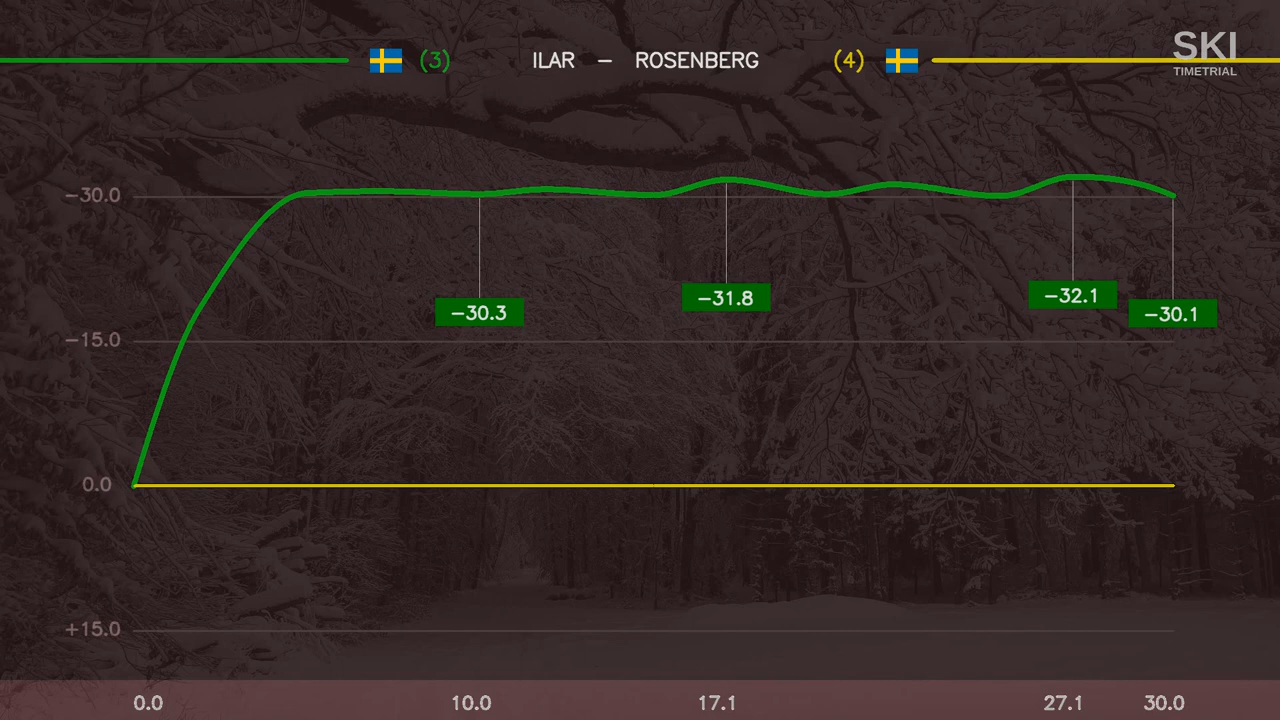 (3) ILAR – ROSENBERG (4)
SKI
TIMETRIAL
−30.0
−30.3
−31.8
−32.1
−30.1
−15.0
0.0
+15.0
0.0 10.0 17.1 27.1 30.0